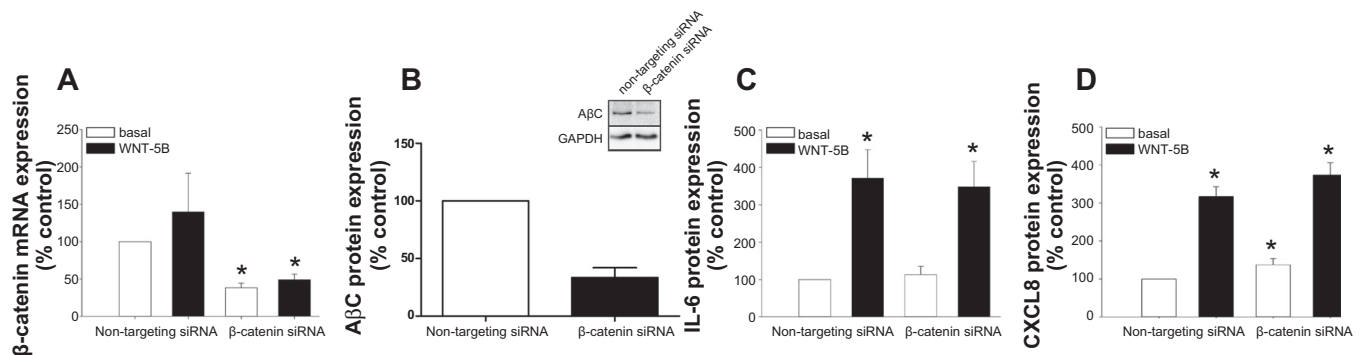 A
β-catenin mRNA expression
(% control)
250
200
150
100
50
0
basal
WNT-5B
*
*
Non-targeting siRNA
β-catenin siRNA
B
AβC protein expression
(% control)
150
100
50
0
Non-targeting siRNA
β-catenin siRNA
non-targeting siRNA
β-catenin siRNA
AβC
GAPDH
C
IL-6 protein expression
(% control)
500
400
300
200
100
0
basal
WNT-5B
*
*
Non-targeting siRNA
β-catenin siRNA
D
CXCL8 protein expression
(% control)
500
400
300
200
100
0
basal
WNT-5B
*
*
*
Non-targeting siRNA
β-catenin siRNA